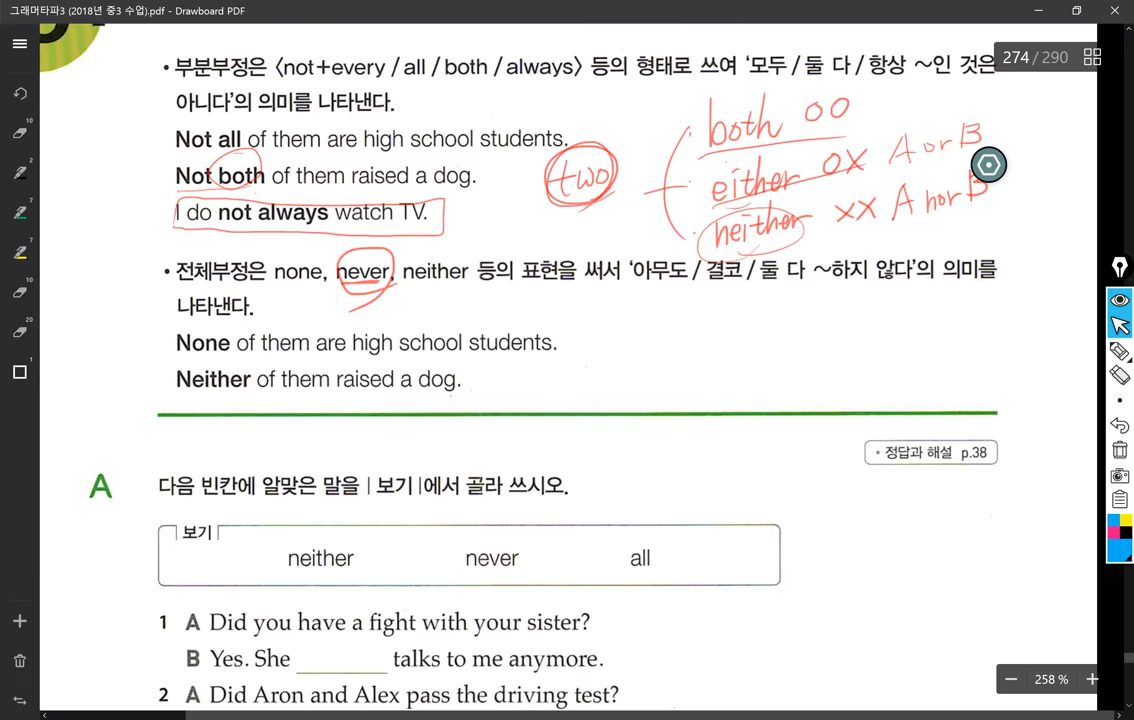 그래머타파3 (2018년 중3 수업).pdf - Drawboard PDF
274 / 290
• 부분부정은 〈not+every / all / both / always〉 등의 형태로 쓰여 '모두 / 둘 다 / 항상 ~인 것은
아니다'의 의미를 나타낸다.
Not all of them are high school students.
Not both of them raised a dog.
I do not always watch TV.
two
both OO
either OX A or B
neither XX A nor B
• 전체부정은 none, never, neither 등의 표현을 써서 '아무도 / 결코 / 둘 다 ~하지 않다'의 의미를
나타낸다.
None of them are high school students.
Neither of them raised a dog.
• 정답과 해설 p.38
A 다음 빈칸에 알맞은 말을 | 보기 |에서 골라 쓰시오.
보기
neither never all
1 A Did you have a fight with your sister?
B Yes. She ________ talks to me anymore.
2 A Did Aron and Alex pass the driving test?
10
2
7
7
10
20
1
258 %